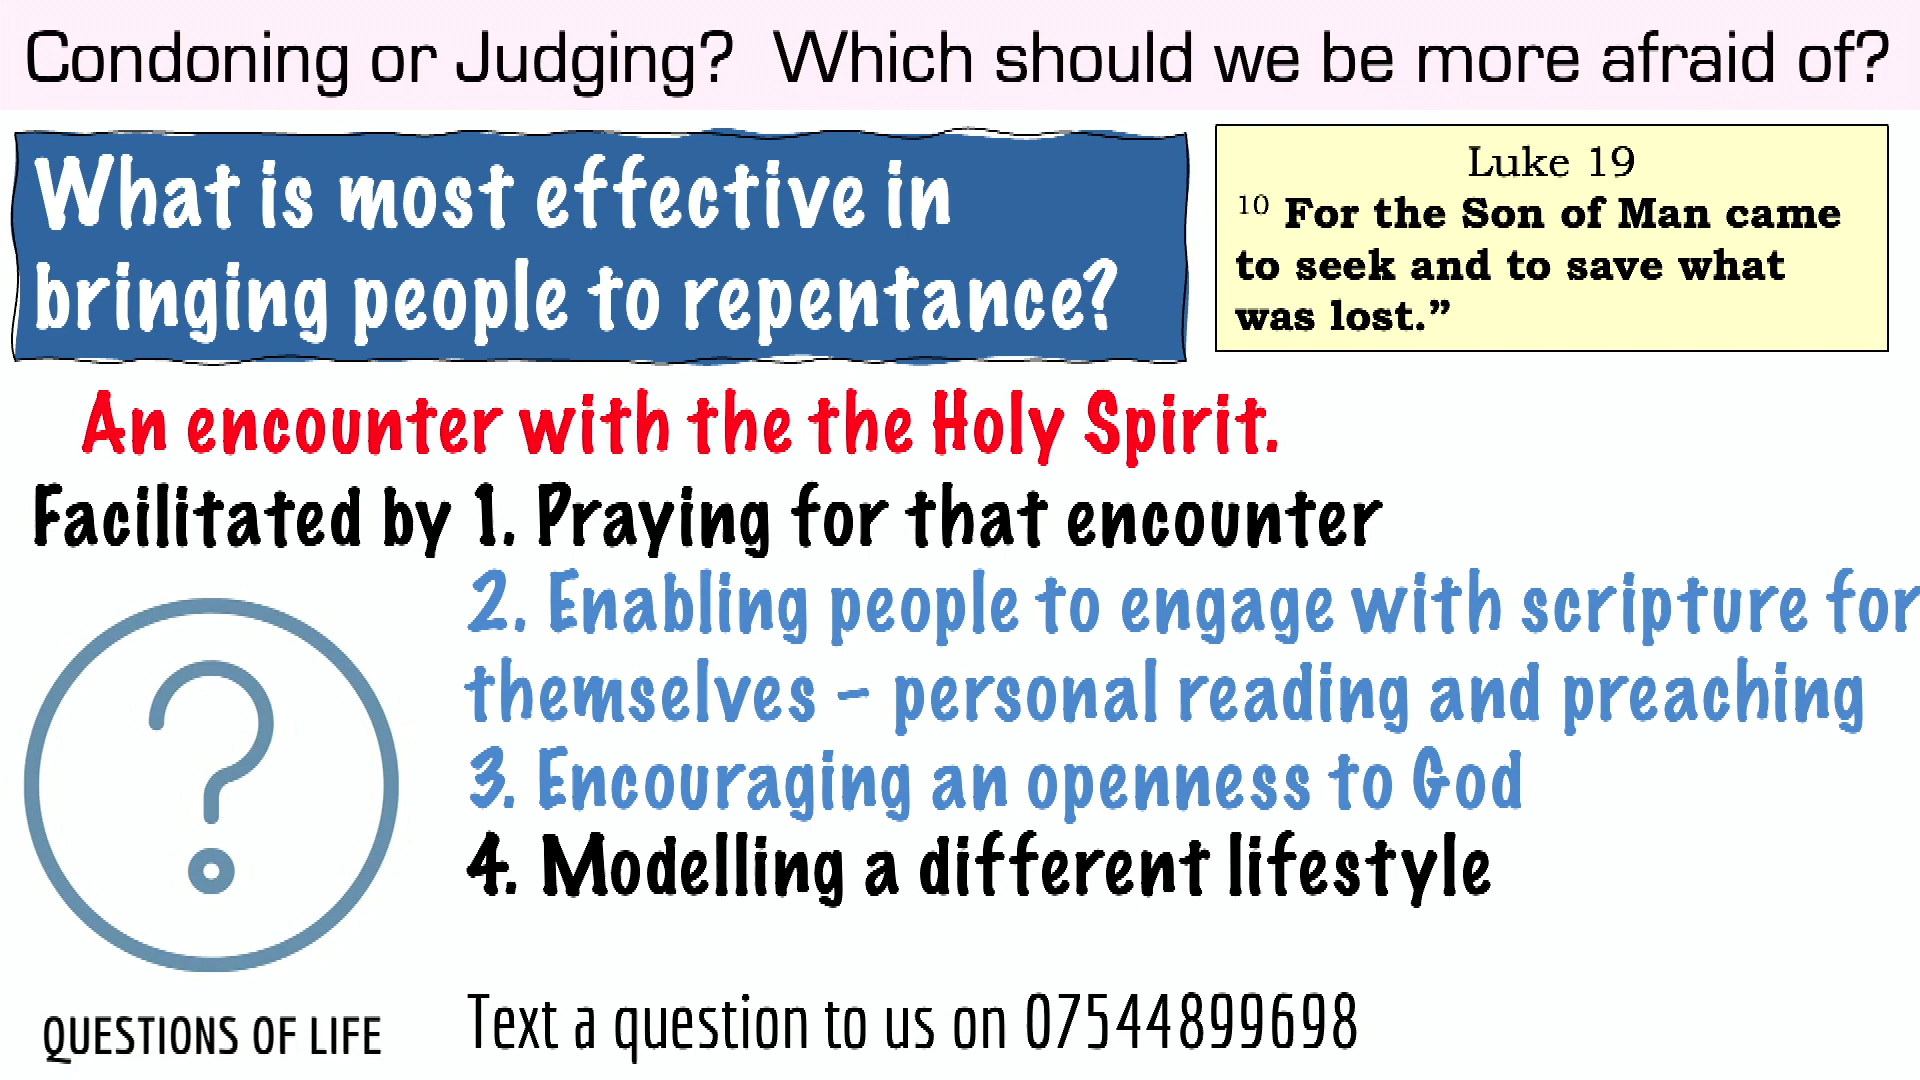 Condoning or Judging?  Which should we be more afraid of?
What is most effective in
bringing people to repentance?
Luke 19
10 For the Son of Man came
to seek and to save what
was lost.”
An encounter with the the Holy Spirit.
Facilitated by 1. Praying for that encounter
2. Enabling people to engage with scripture for
themselves – personal reading and preaching
3. Encouraging an openness to God
4. Modelling a different lifestyle
QUESTIONS OF LIFE
Text a question to us on 07544899698